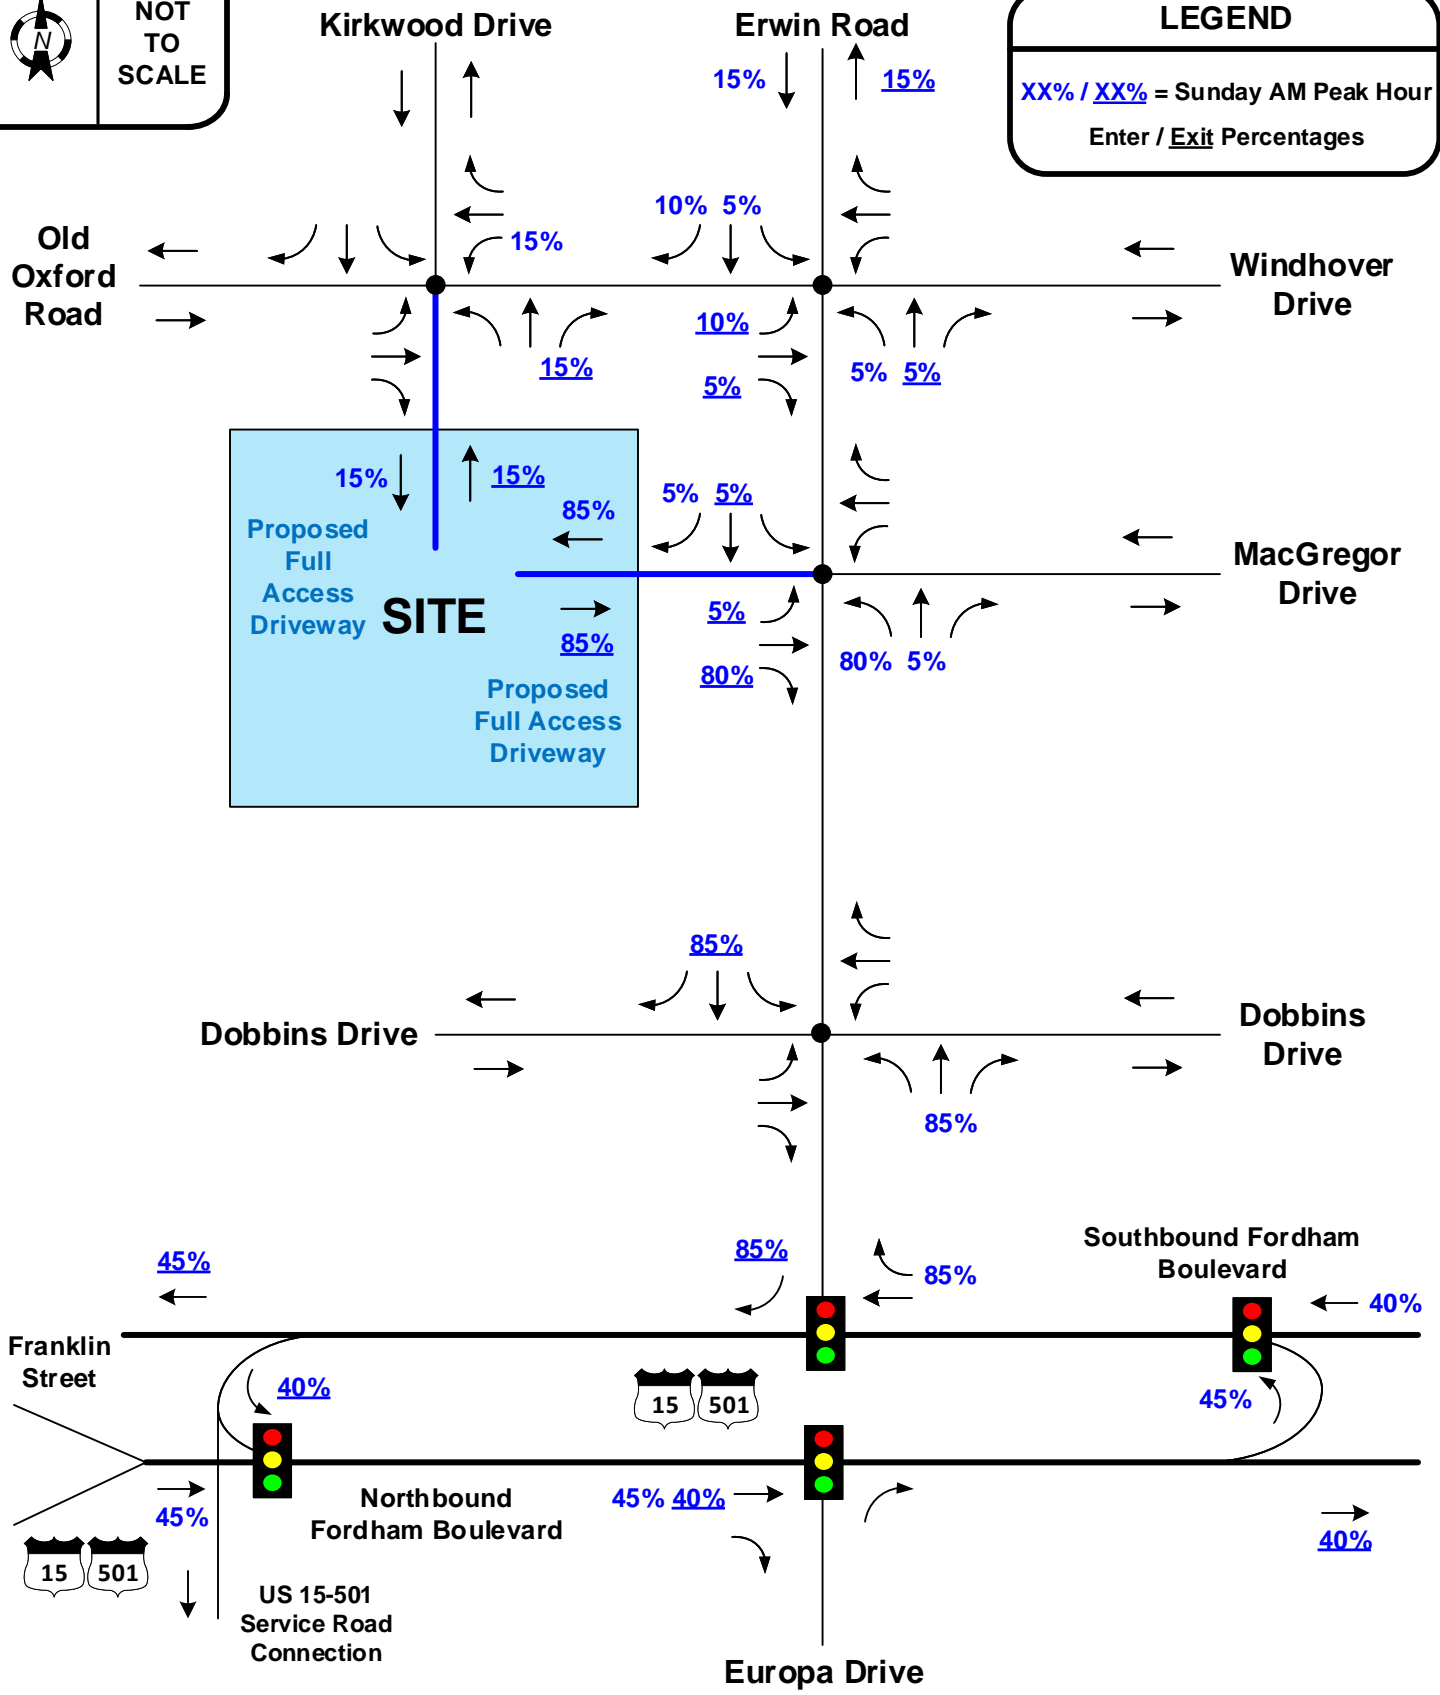 N
NOT
TO
SCALE
Kirkwood Drive
Erwin Road
LEGEND
XX% / XX% = Sunday AM Peak Hour
Enter / Exit Percentages
15%
15%
10% 5%
15%
Old
Oxford
Road
Windhover
Drive
10%
15%
5%
5% 5%
15%
15%
85%
5% 5%
Proposed
Full
Access
Driveway
SITE
85%
Proposed
Full Access
Driveway
MacGregor
Drive
5%
80%
80% 5%
85%
Dobbins Drive
Dobbins
Drive
85%
45%
85%
85%
Southbound Fordham
Boulevard
40%
Franklin
Street
40%
15 501
45%
45%
Northbound
Fordham Boulevard
45% 40%
40%
15 501
US 15-501
Service Road
Connection
Europa Drive